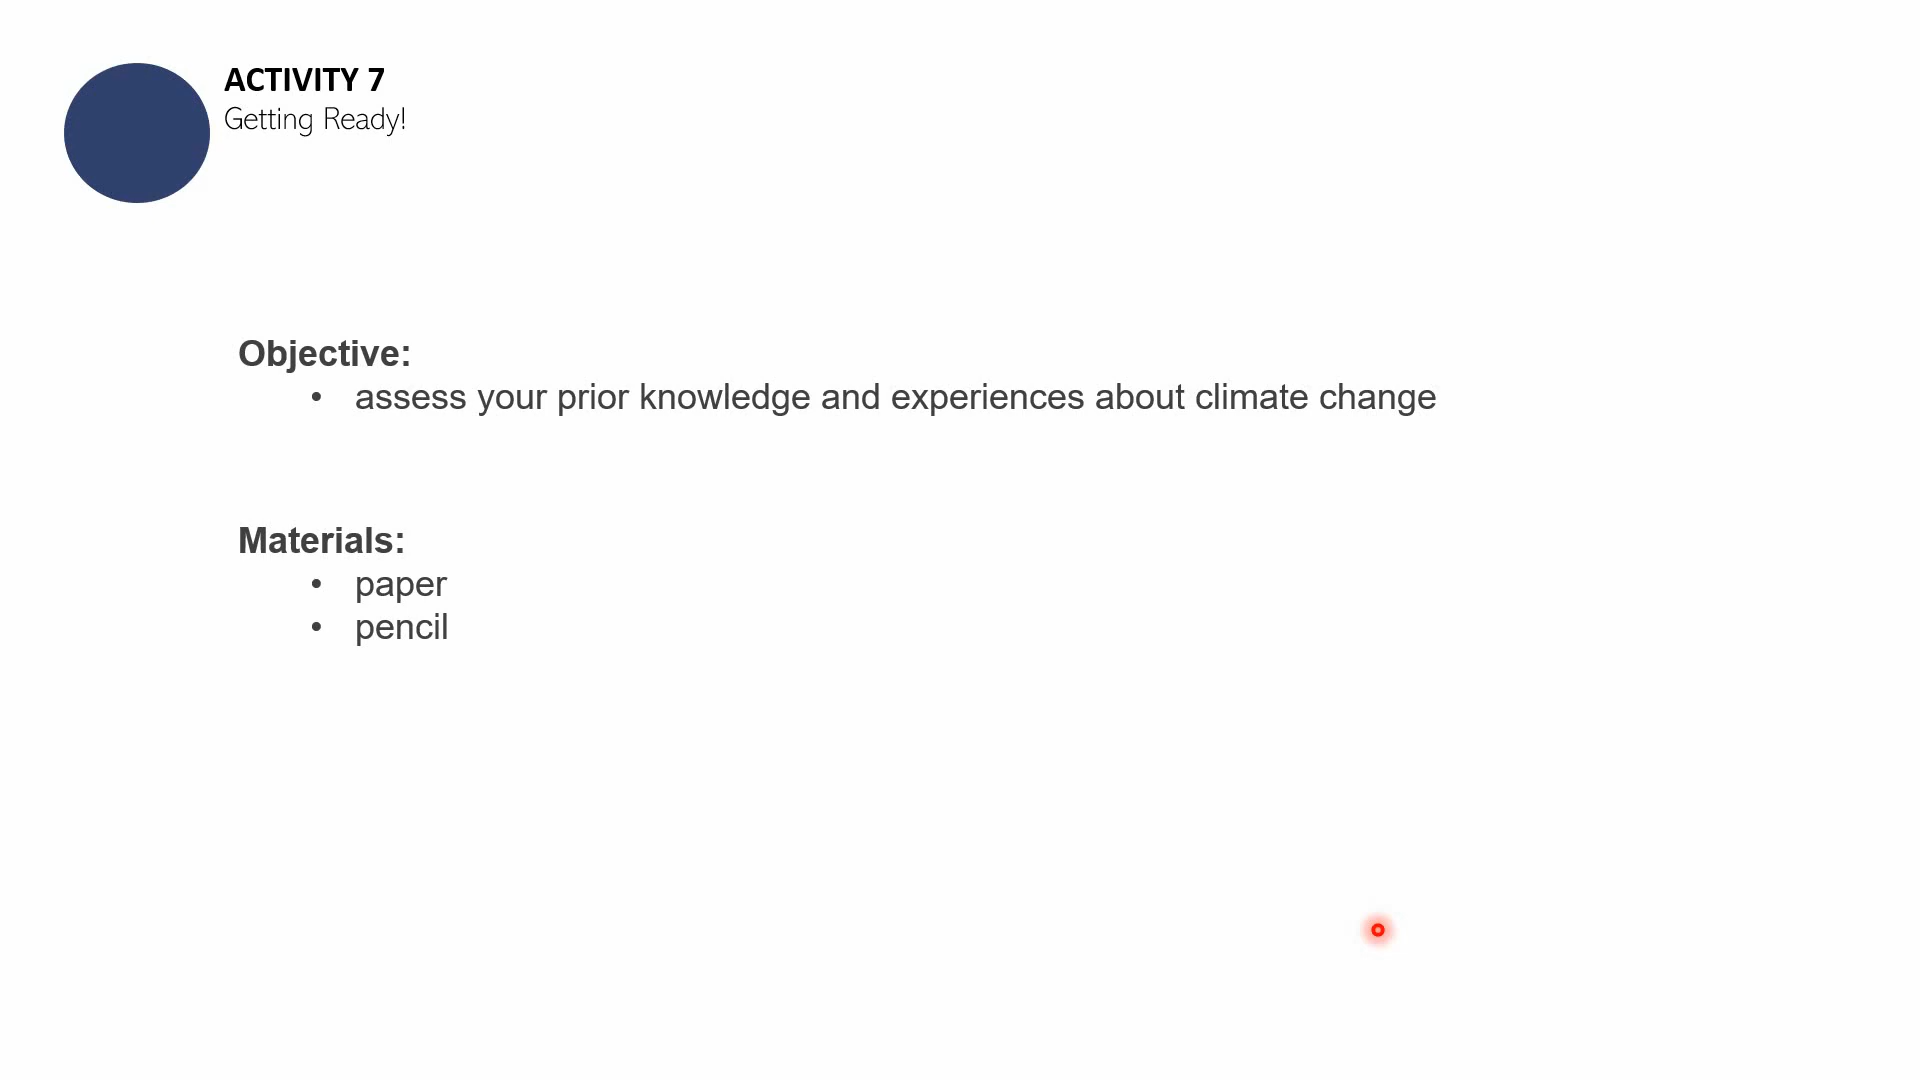 ACTIVITY 7
Getting Ready!
Objective:
• assess your prior knowledge and experiences about climate change
Materials:
• paper
• pencil